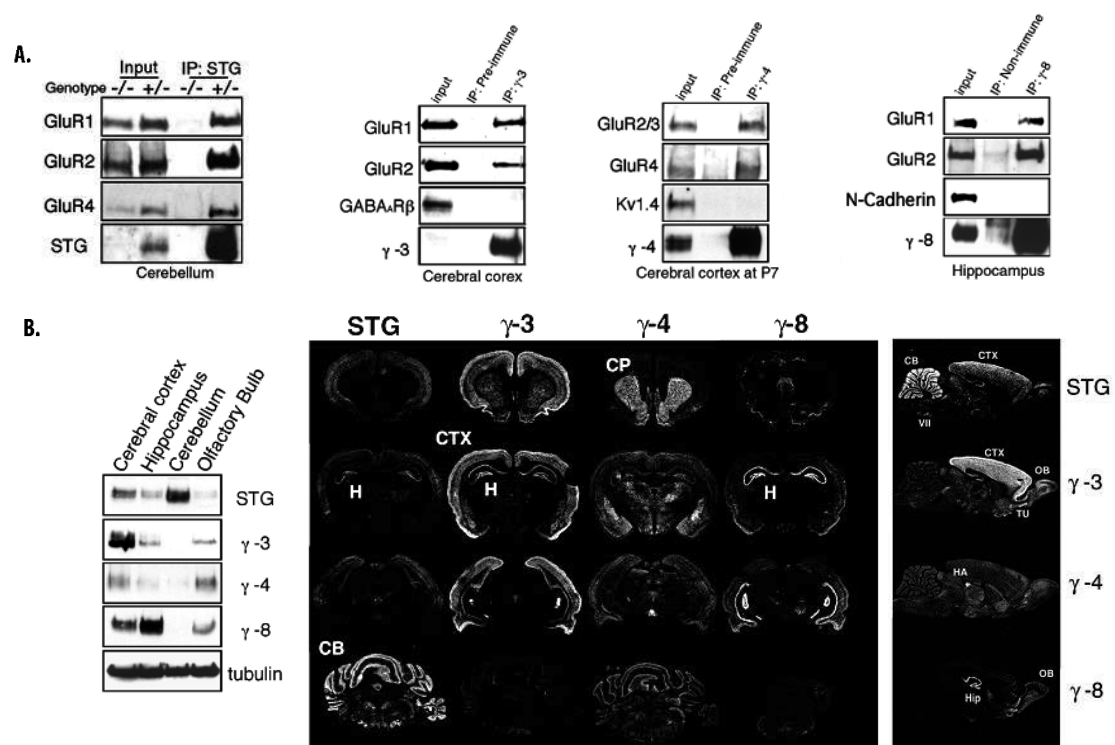 A.
Input IP: STG
Genotype -/- +/- -/- +/-
GluR1
GluR2
GluR4
STG
Cerebellum
input
IP: Pre-immune
IP: γ-3
GluR1
GluR2
GABAARβ
γ-3
Cerebral corex
input
IP: Pre-immune
IP: γ-4
GluR2/3
GluR4
Kv1.4
γ-4
Cerebral cortex at P7
input
IP: Non-immune
IP: γ-8
GluR1
GluR2
N-Cadherin
γ-8
Hippocampus
B.
Cerebral cortex
Hippocampus
Cerebellum
Olfactory Bulb
STG
γ-3
γ-4
γ-8
tubulin
STG γ-3 γ-4 γ-8
CP
CTX
H H H
CB
CB CTX
VII
STG
CTX
OB
TU
γ-3
HA
γ-4
OB
Hip
γ-8